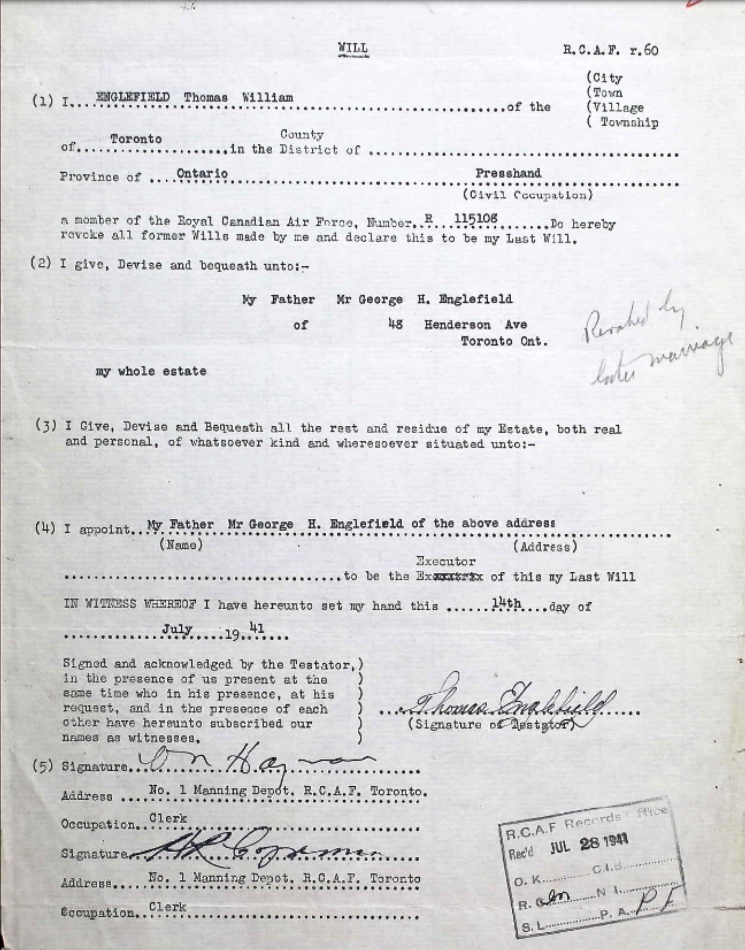 WILL
R.C.A.F. r.60
(City
(Town
(Village
( Township
(1) I....ENGLEFIELD Thomas William..........of the
of.....Toronto.....in the County District of ..........
Province of ....Ontario..........Presshand
(Civil Occupation)
a member of the Royal Canadian Air Force, Number..R 115108.......Do hereby
revoke all former Wills made by me and declare this to be my Last Will.
(2) I give, Devise and bequeath unto:-
My Father Mr George H. Englefield
of 48 Henderson Ave
Toronto Ont.
Revoked by
later marriage
my whole estate
(3) I Give, Devise and Bequeath all the rest and residue of my Estate, both real
and personal, of whatsoever kind and wheresoever situated unto:-
(4) I appoint...My Father Mr George H. Englefield of the above address
(Name) (Address)
Executor
..........to be the Exxxxtrix of this my Last Will
IN WITNESS WHEREOF I have hereunto set my hand this ......14th....day of
..........July.....19 41....
Signed and acknowledged by the Testator,)
in the presence of us present at the )
same time who in his presence, at his )
request, and in the presence of each )
other have hereunto subscribed our )
names as witnesses. )
Thomas Englefield
(Signature of Testator)
(5) Signature
Address ....No. 1 Manning Depot. R.C.A.F. Toronto.
Occupation..Clerk
Signature
Address.....No. 1 Manning Depot. R.C.A.F. Toronto
Occupation..Clerk
R.C.A.F Records Office
Rec'd JUL 28 1941
O. K.
R. G. N I.
S. L. P. A. P F